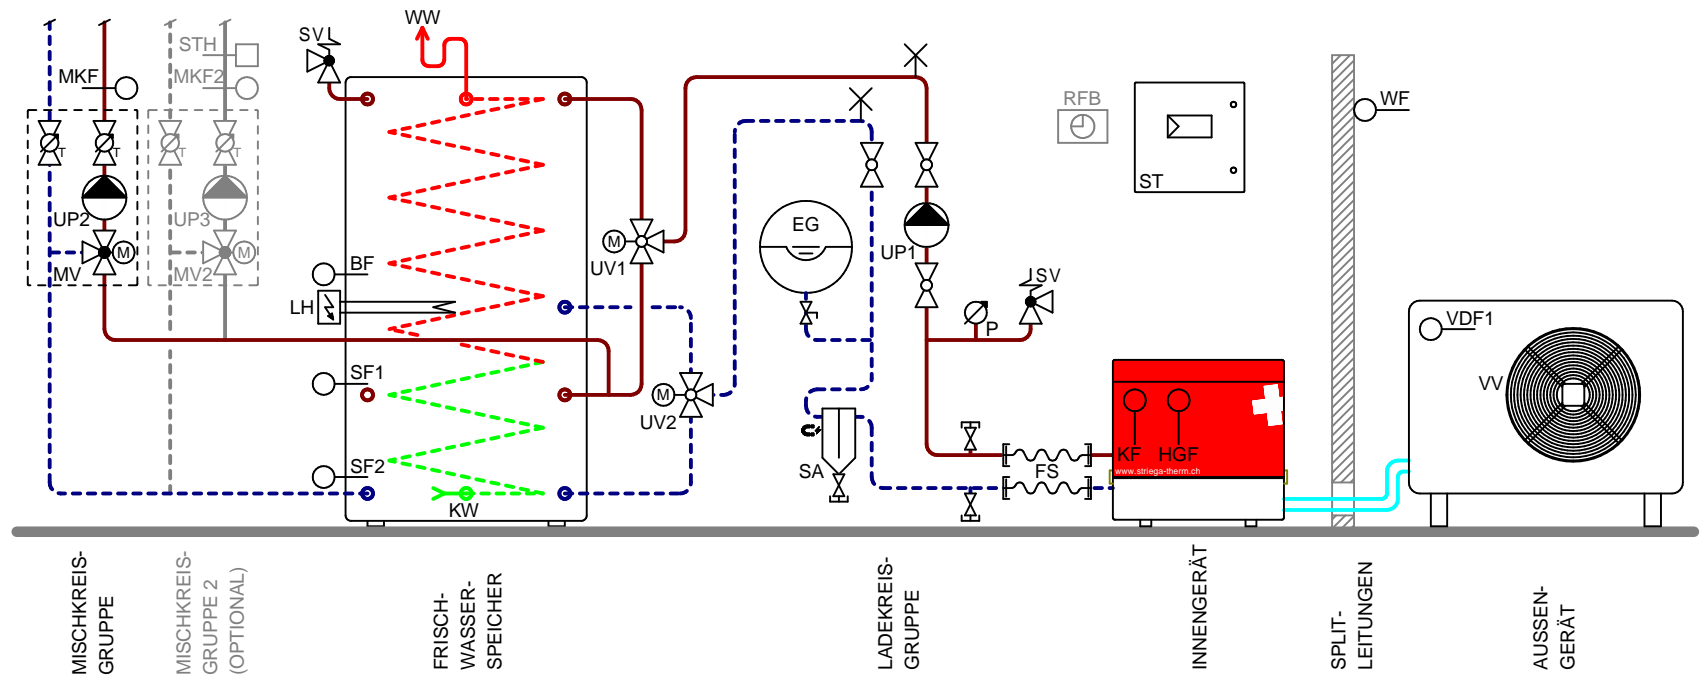 WW
SV
STH
MKF
MKF2
RFB
WF
T
T
T
T
ST
UP2
UP3
EG
M
M
M
UP1
MV
MV2
BF
UV1
SV
LH
P
VDF1
SF1
VV
M
UV2
SF2
SA
FS
KF
HGF
www.striega-therm.ch
KW
MISCHKREIS-
GRUPPE
MISCHKREIS-
GRUPPE 2
(OPTIONAL)
FRISCH-
WASSER-
SPEICHER
LADEKREIS-
GRUPPE
INNENGERÄT
SPLIT-
LEITUNGEN
AUSSEN-
GERÄT